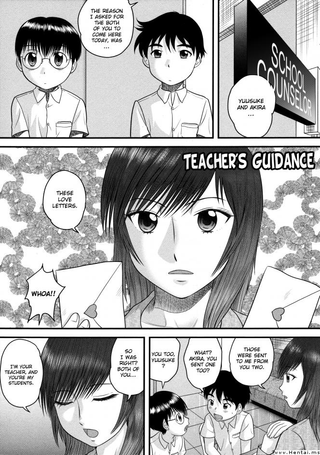 SCHOOL
COUNSELOR
YUUSUKE
AND AKIRA...
THE REASON
I ASKED FOR
THE BOTH
OF YOU TO
COME HERE
TODAY, WAS
...
TEACHER'S GUIDANCE
THESE
LOVE
LETTERS.
WHOA!!
THOSE
WERE SENT
TO ME FROM
YOU TWO.
WHAT?
AKIRA,
YOU SENT
ONE TOO?
YOU TOO,
YUUSUKE
?
SO I
WAS RIGHT?
BOTH OF
YOU...
I'M YOUR
TEACHER, AND
YOU'RE MY
STUDENTS.
www.Hentai.ms